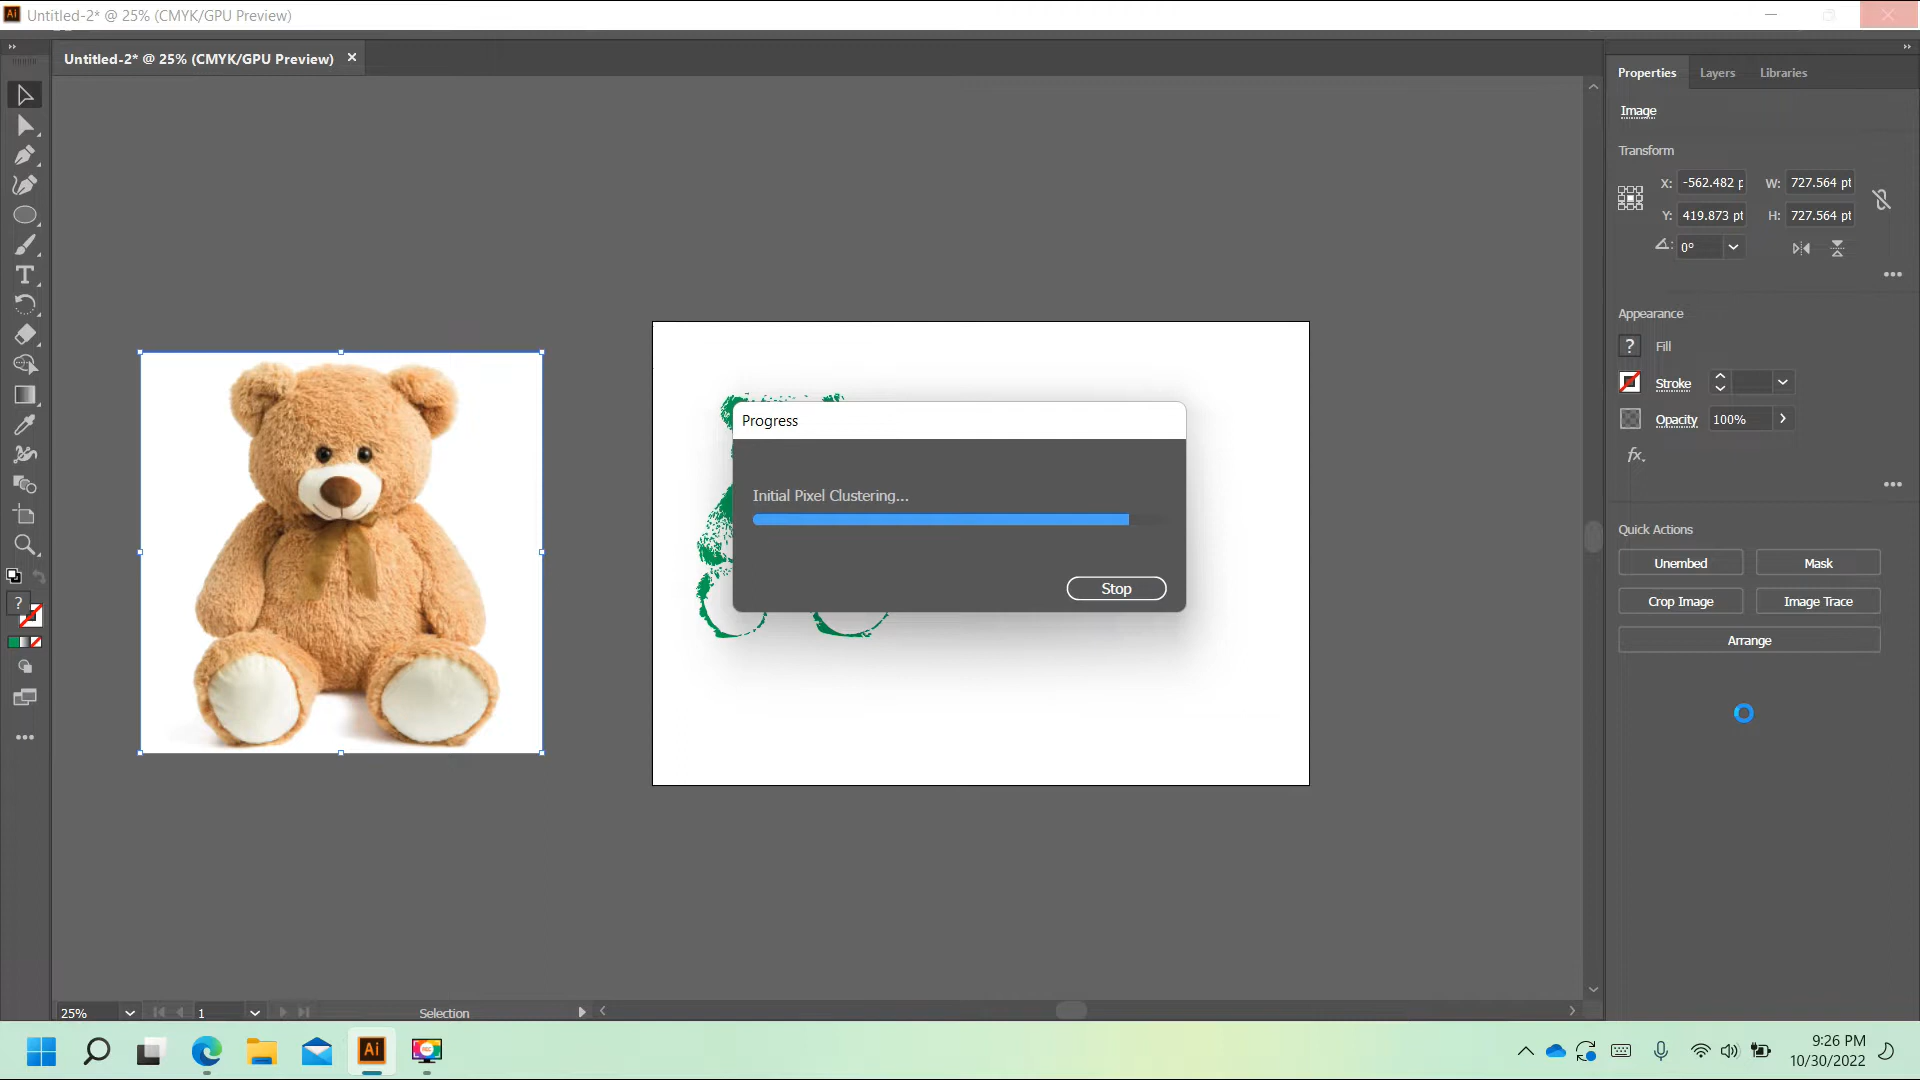 Ai Untitled-2* @ 25% (CMYK/GPU Preview)
Untitled-2* @ 25% (CMYK/GPU Preview) ×
Properties Layers Libraries
Image
Transform
X: -562.482 p W: 727.564 pt
Y: 419.873 pt H: 727.564 pt
0°
Appearance
? Fill
Stroke
Opacity 100%
fx.
Quick Actions
Unembed Mask
Crop Image Image Trace
Arrange
Progress
Initial Pixel Clustering...
Stop
T
?
25% 1 Selection
Ai
REC
9:26 PM
10/30/2022